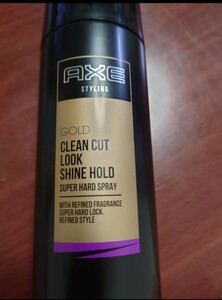 AXE
STYLING
GOLD
CLEAN CUT
LOOK
SHINE HOLD
SUPER HARD SPRAY
WITH REFINED FRAGRANCE
SUPER HARD LOCK.
REFINED STYLE